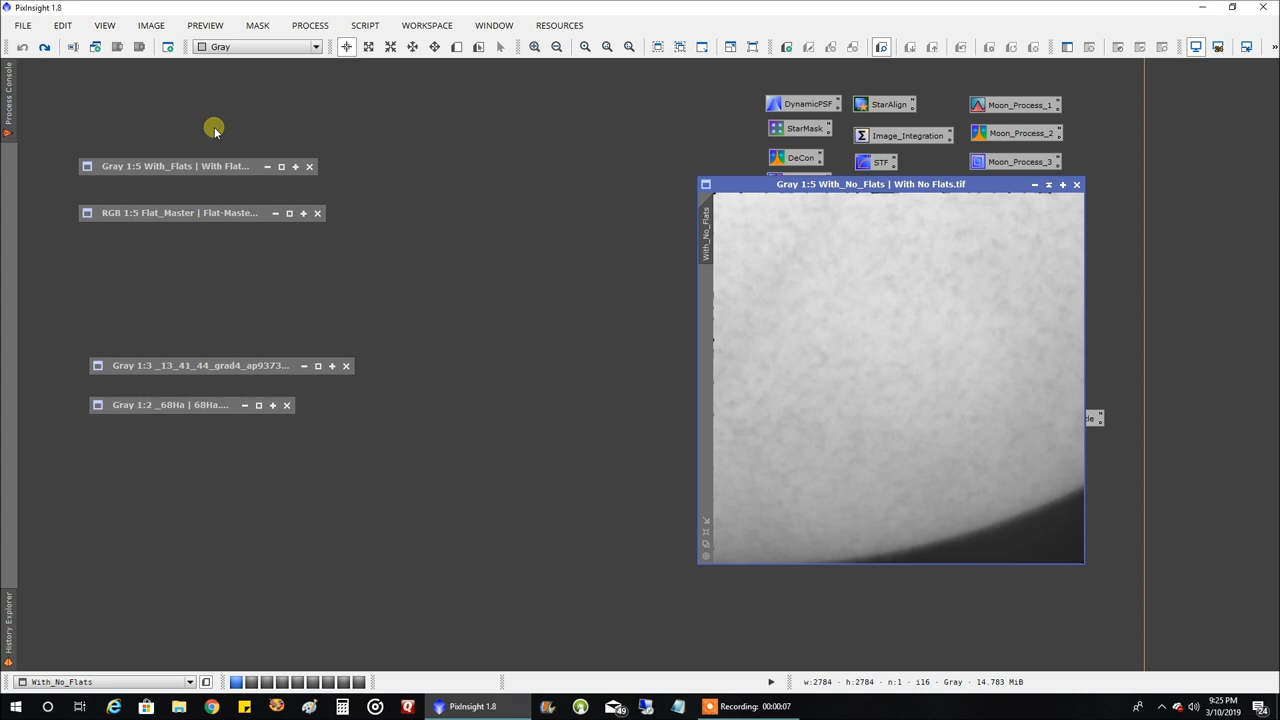 PixInsight 1.8
FILE EDIT VIEW IMAGE PREVIEW MASK PROCESS SCRIPT WORKSPACE WINDOW RESOURCES
Gray
Process Console
DynamicPSF
StarAlign
Moon_Process_1
StarMask
Image_Integration
Moon_Process_2
DeCon
STF
Moon_Process_3
Gray 1:5 With_Flats | With Flat...
Gray 1:5 With_No_Flats | With No Flats.tif
With_No_Flats
RGB 1:5 Flat_Master | Flat-Maste...
Gray 1:3 _13_41_44_grad4_ap9373...
Gray 1:2 _68Ha | 68Ha....
History Explorer
With_No_Flats
w:2784 · h:2784 · n:1 · i16 · Gray · 14.783 MiB
PixInsight 1.8
49
Recording: 00:00:07
9:25 PM
3/10/2019
24